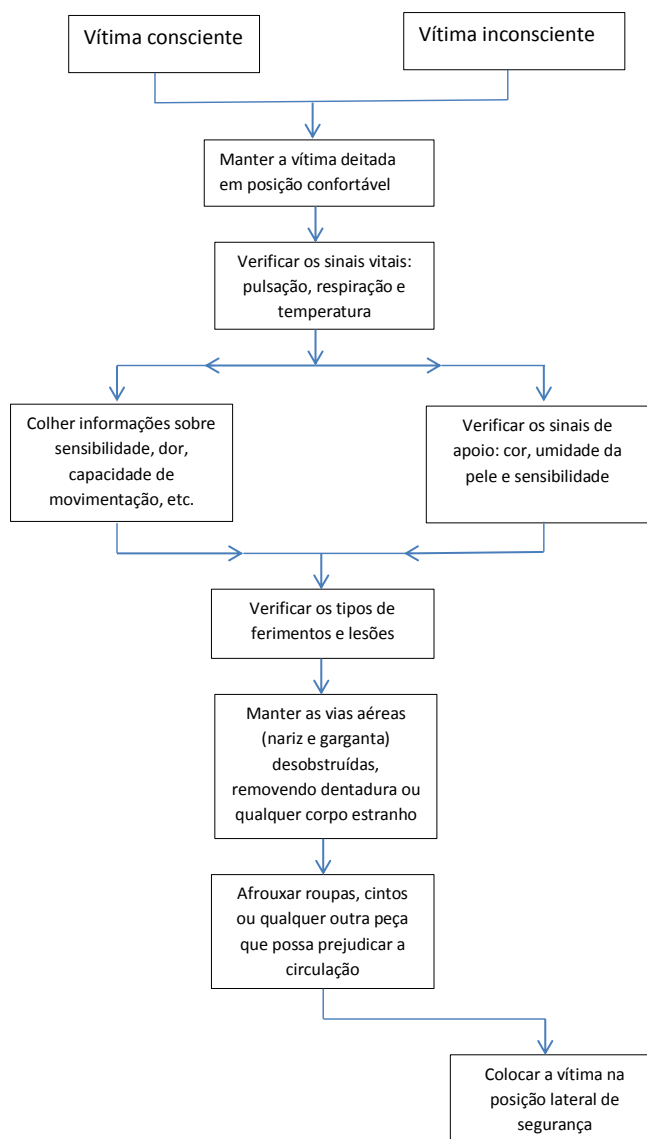 Vítima consciente
Vítima inconsciente
Manter a vítima deitada
em posição confortável
Verificar os sinais vitais:
pulsação, respiração e
temperatura
Colher informações sobre
sensibilidade, dor,
capacidade de
movimentação, etc.
Verificar os sinais de
apoio: cor, umidade da
pele e sensibilidade
Verificar os tipos de
ferimentos e lesões
Manter as vias aéreas
(nariz e garganta)
desobstruídas,
removendo dentadura ou
qualquer corpo estranho
Afrouxar roupas, cintos
ou qualquer outra peça
que possa prejudicar a
circulação
Colocar a vítima na
posição lateral de
segurança